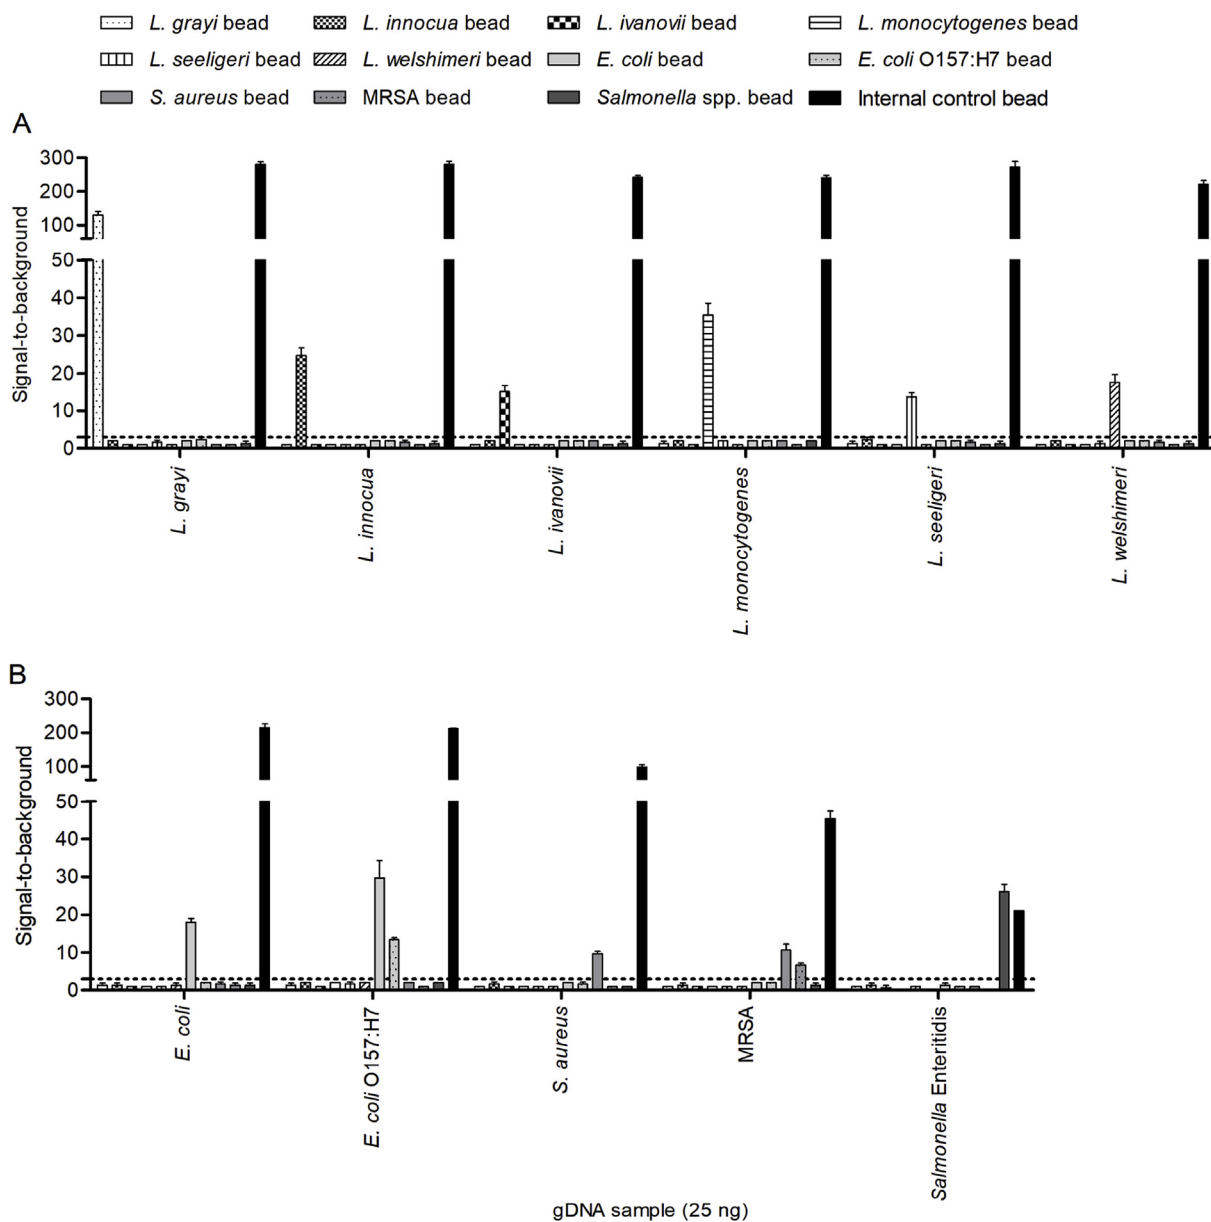 L. grayi bead L. innocua bead L. ivanovii bead L. monocytogenes bead
L. seeligeri bead L. welshimeri bead E. coli bead E. coli O157:H7 bead
S. aureus bead MRSA bead Salmonella spp. bead Internal control bead
A
Signal-to-background
300
200
100
50
40
30
20
10
0
L. grayi
L. innocua
L. ivanovii
L. monocytogenes
L. seeligeri
L. welshimeri
B
Signal-to-background
300
200
100
50
40
30
20
10
0
E. coli
E. coli O157:H7
S. aureus
MRSA
Salmonella Enteritidis
gDNA sample (25 ng)